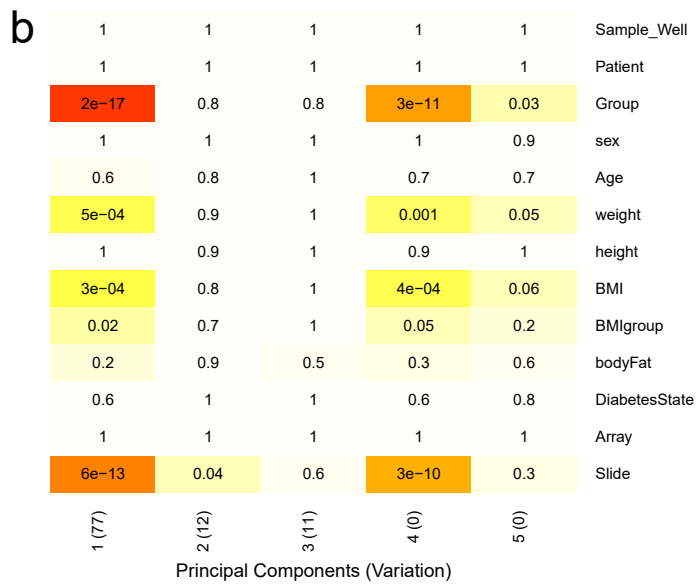 b
1 1 1 1 1 Sample_Well
1 1 1 1 1 Patient
2e−17 0.8 0.8 3e−11 0.03 Group
1 1 1 1 0.9 sex
0.6 0.8 1 0.7 0.7 Age
5e−04 0.9 1 0.001 0.05 weight
1 0.9 1 0.9 1 height
3e−04 0.8 1 4e−04 0.06 BMI
0.02 0.7 1 0.05 0.2 BMIgroup
0.2 0.9 0.5 0.3 0.6 bodyFat
0.6 1 1 0.6 0.8 DiabetesState
1 1 1 1 1 Array
6e−13 0.04 0.6 3e−10 0.3 Slide
1 (77) 2 (12) 3 (11) 4 (0) 5 (0)
Principal Components (Variation)